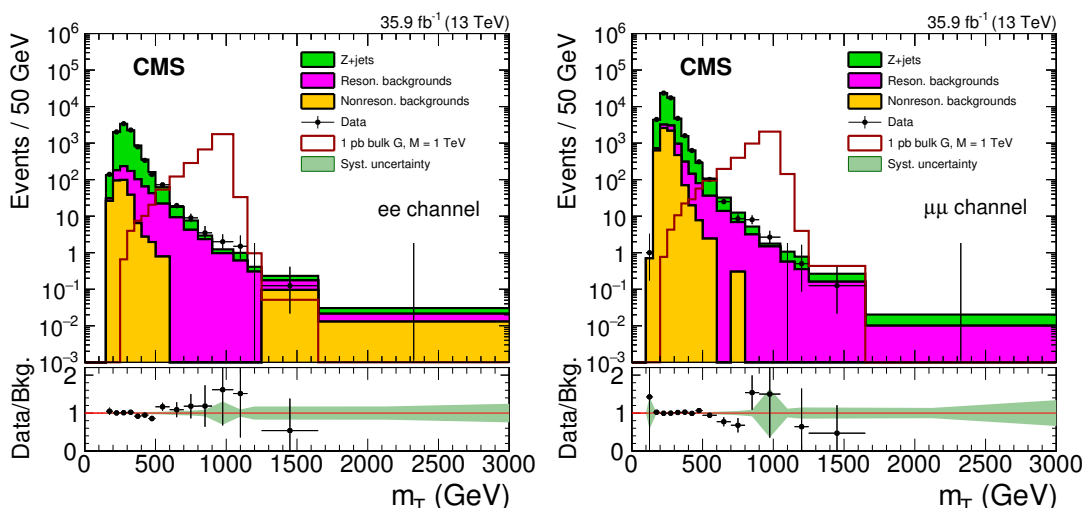 35.9 fb⁻¹ (13 TeV)
CMS
Z+jets
Reson. backgrounds
Nonreson. backgrounds
Data
1 pb bulk G, M = 1 TeV
Syst. uncertainty
ee channel
Events / 50 GeV
10⁶
10⁵
10⁴
10³
10²
10
1
10⁻¹
10⁻²
10⁻³
Data/Bkg.
2
1
0
0 500 1000 1500 2000 2500 3000
m_T (GeV)
35.9 fb⁻¹ (13 TeV)
CMS
Z+jets
Reson. backgrounds
Nonreson. backgrounds
Data
1 pb bulk G, M = 1 TeV
Syst. uncertainty
μμ channel
Events / 50 GeV
10⁶
10⁵
10⁴
10³
10²
10
1
10⁻¹
10⁻²
10⁻³
Data/Bkg.
2
1
0
0 500 1000 1500 2000 2500 3000
m_T (GeV)